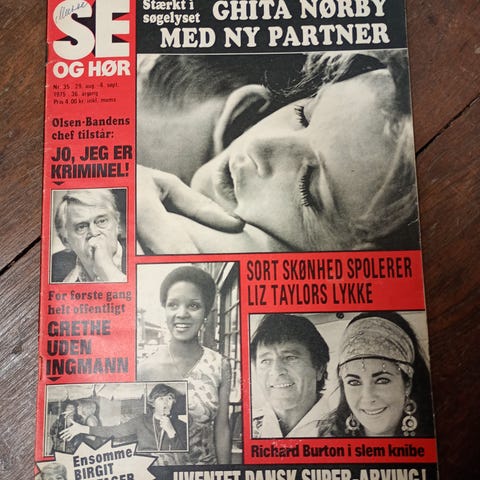 Stærkt i
søgelyset
GHITA NØRBY
MED NY PARTNER
SE
OG HØR
Nr. 35 . 29. aug - 4. sept.
1975 . 36. årgang
Pris 4.00 kr. inkl. moms
Olsen-Bandens
chef tilstår:
JO, JEG ER
KRIMINEL!
For første gang
helt offentligt
GRETHE
UDEN
INGMANN
SORT SKØNHED SPOLERER
LIZ TAYLORS LYKKE
Richard Burton i slem knibe
Ensomme
BIRGIT
UVENTET DANSK SUPER-ARVING!